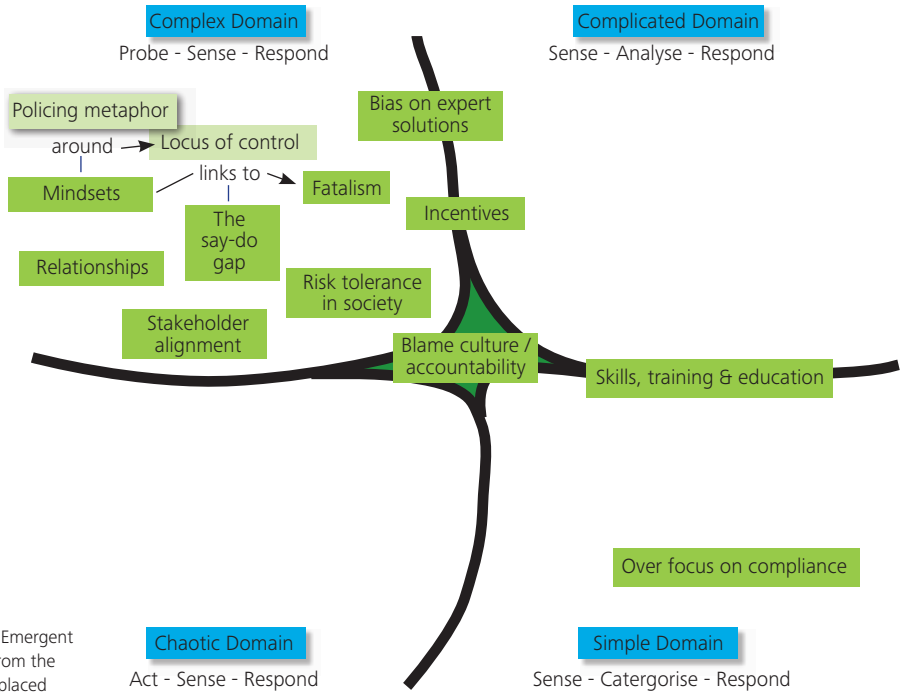 Complex Domain
Probe - Sense - Respond
Complicated Domain
Sense - Analyse - Respond
Policing metaphor
around
Locus of control
links to
Mindsets
Fatalism
The
say-do
gap
Relationships
Risk tolerance
in society
Stakeholder
alignment
Bias on expert
solutions
Incentives
Blame culture /
accountability
Skills, training & education
Over focus on compliance
Emergent
rom the
placed
Chaotic Domain
Act - Sense - Respond
Simple Domain
Sense - Catergorise - Respond